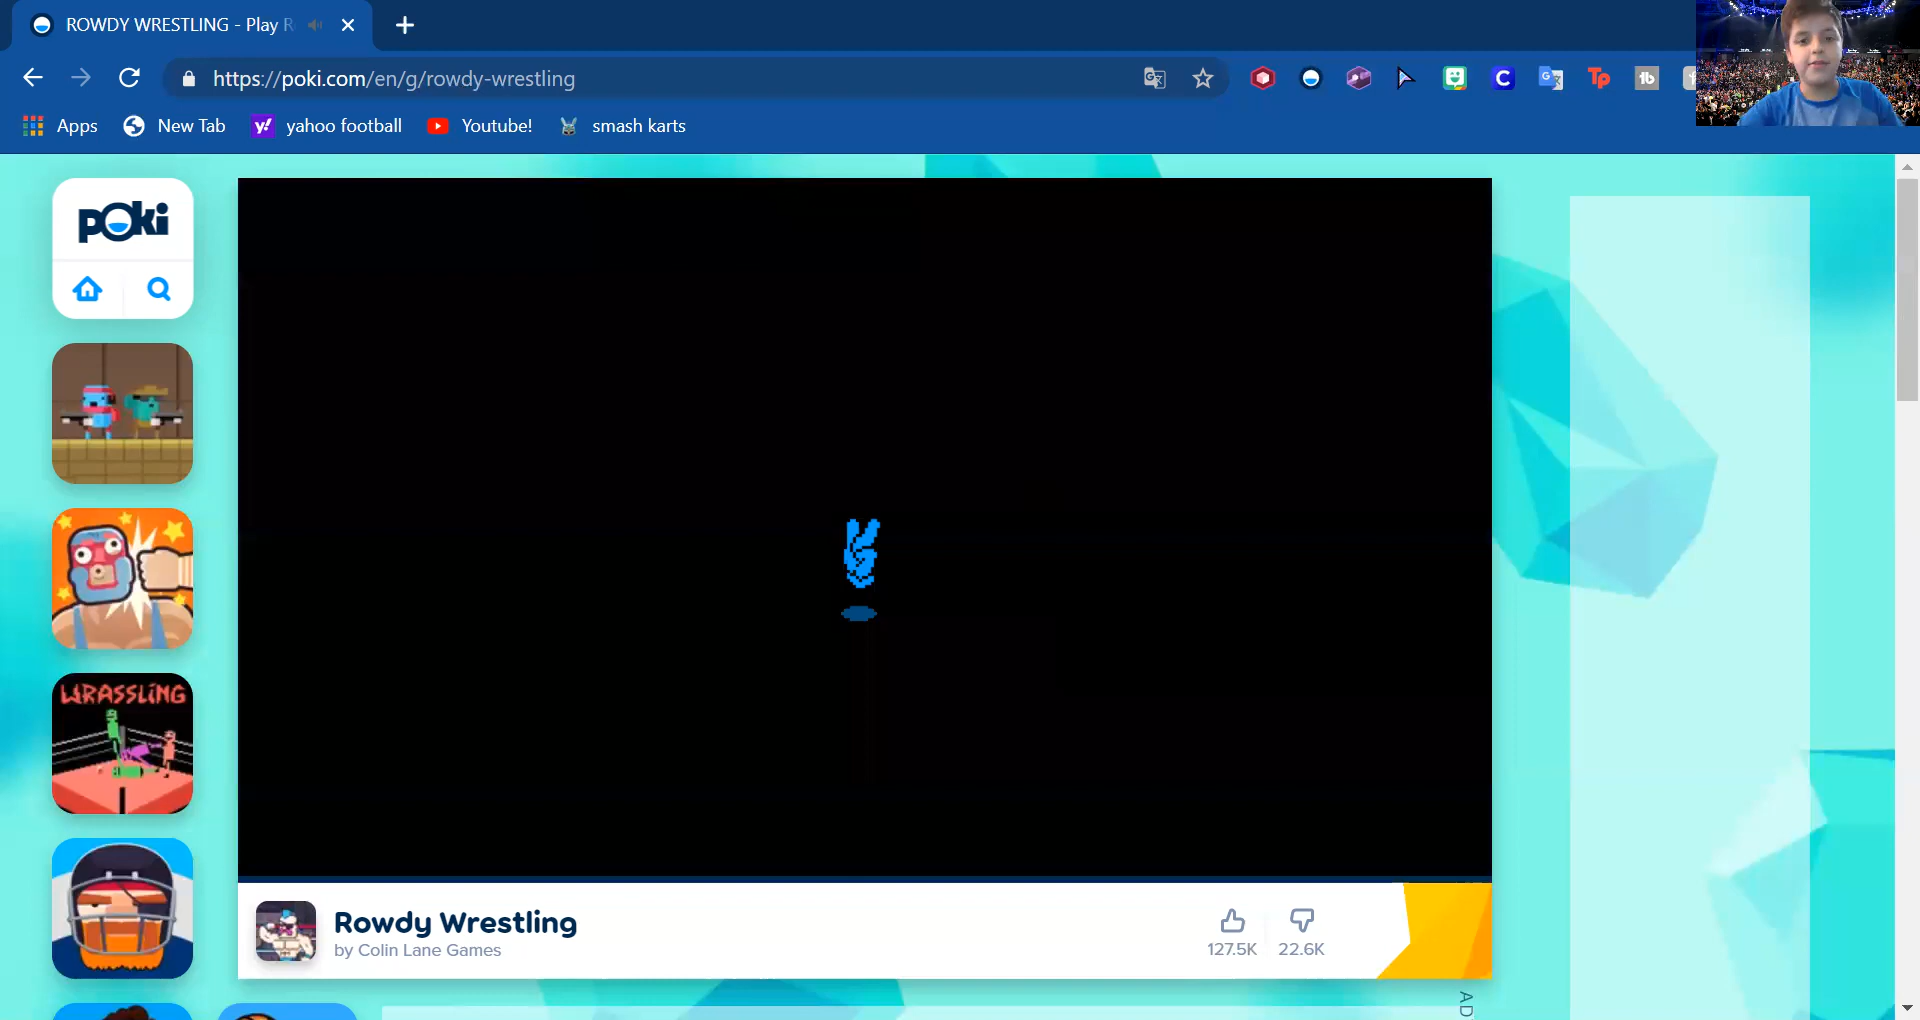 ROWDY WRESTLING - Play R
https://poki.com/en/g/rowdy-wrestling
Apps
New Tab
yahoo football
Youtube!
smash karts
poki
WRASSLING
Rowdy Wrestling
by Colin Lane Games
127.5K
22.6K
AD